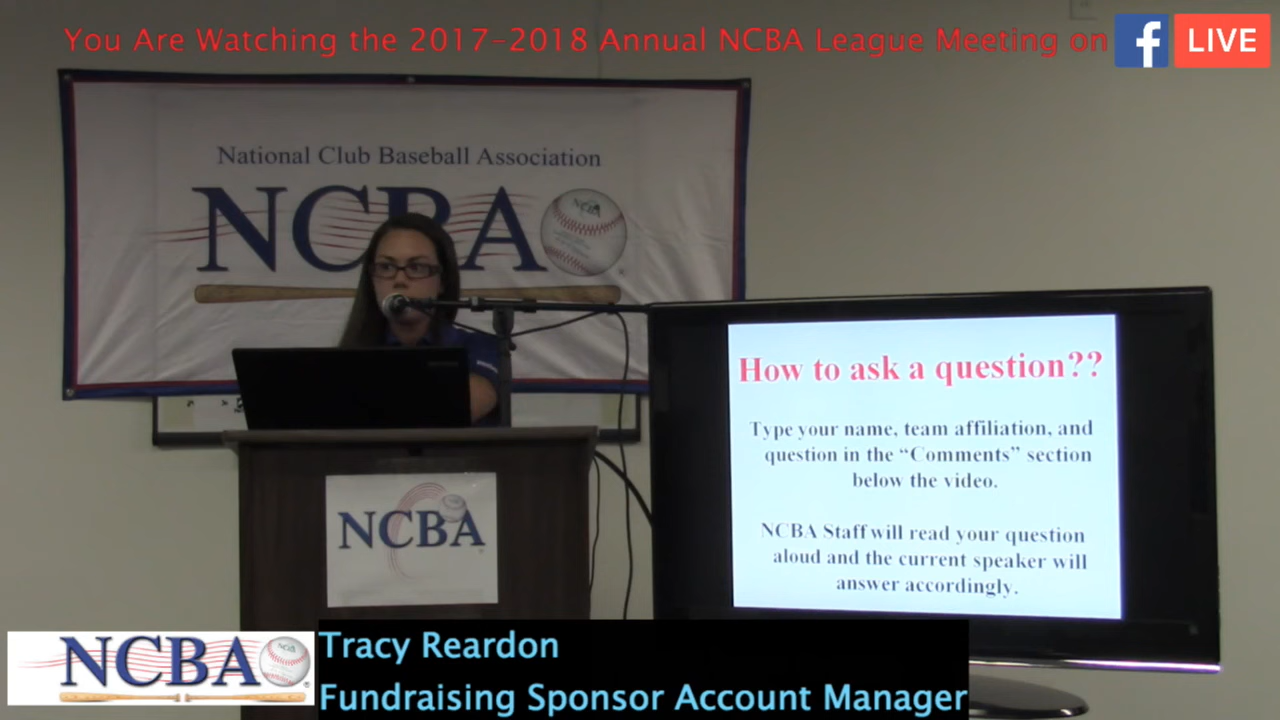 You Are Watching the 2017-2018 Annual NCBA League Meeting on f LIVE
National Club Baseball Association
NCBA
NCBA
How to ask a question??
Type your name, team affiliation, and
question in the “Comments” section
below the video.
NCBA Staff will read your question
aloud and the current speaker will
answer accordingly.
NCBA
NCBA
Tracy Reardon
Fundraising Sponsor Account Manager